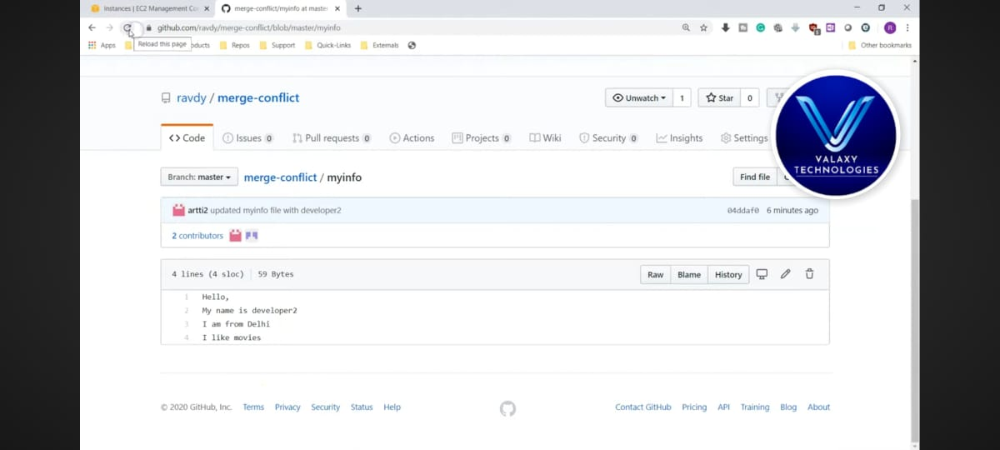 Instances | EC2 Management Co
merge-conflict/myinfo at master
github.com/ravdy/merge-conflict/blob/master/myinfo
Apps
Reload this page
oducts
Repos
Support
Quick-Links
Externals
Other bookmarks
R
ravdy / merge-conflict
Unwatch 1
Star 0
Code
Issues 0
Pull requests 0
Actions
Projects 0
Wiki
Security 0
Insights
Settings
VALAXY
TECHNOLOGIES
Branch: master
merge-conflict / myinfo
Find file
artti2 updated myinfo file with developer2
04ddaf0 6 minutes ago
2 contributors
4 lines (4 sloc) 59 Bytes
Raw
Blame
History
1 Hello,
2 My name is developer2
3 I am from Delhi
4 I like movies
© 2020 GitHub, Inc. Terms Privacy Security Status Help
Contact GitHub Pricing API Training Blog About